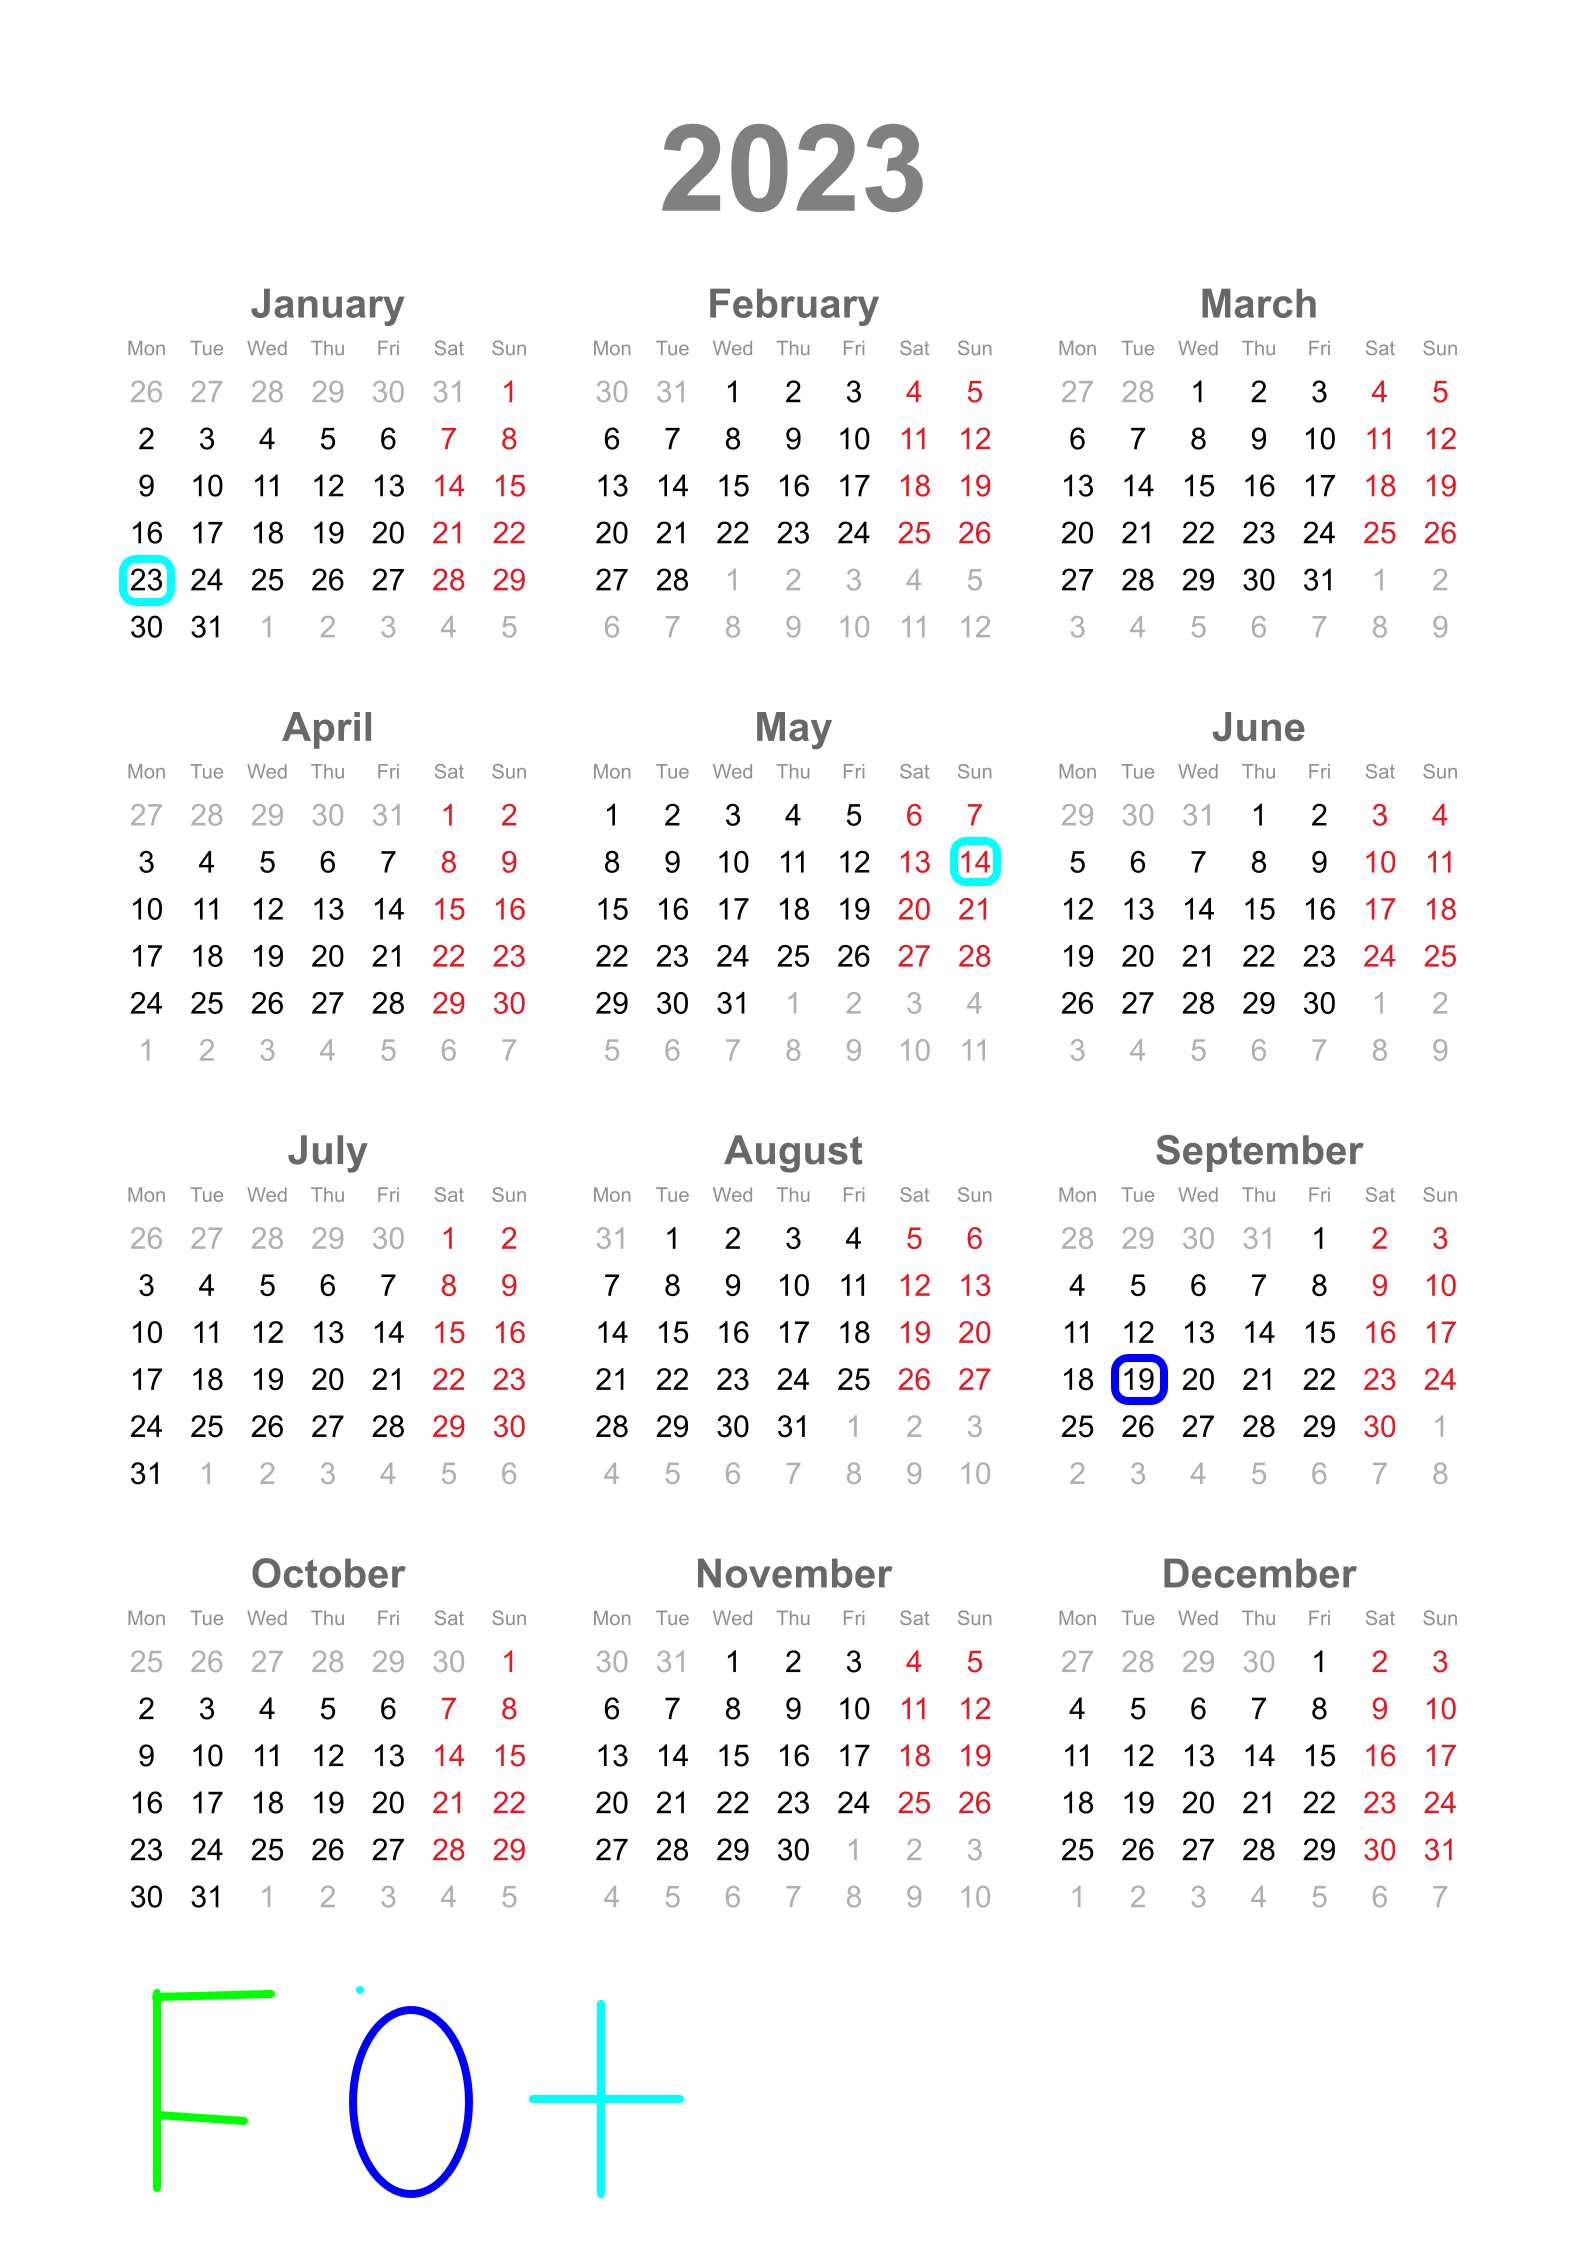 2023
January February March
Mon Tue Wed Thu Fri Sat Sun Mon Tue Wed Thu Fri Sat Sun Mon Tue Wed Thu Fri Sat Sun
26 27 28 29 30 31 1 30 31 1 2 3 4 5 27 28 1 2 3 4 5
2 3 4 5 6 7 8 6 7 8 9 10 11 12 6 7 8 9 10 11 12
9 10 11 12 13 14 15 13 14 15 16 17 18 19 13 14 15 16 17 18 19
16 17 18 19 20 21 22 20 21 22 23 24 25 26 20 21 22 23 24 25 26
23 24 25 26 27 28 29 27 28 1 2 3 4 5 27 28 29 30 31 1 2
30 31 1 2 3 4 5 6 7 8 9 10 11 12 3 4 5 6 7 8 9
April May June
Mon Tue Wed Thu Fri Sat Sun Mon Tue Wed Thu Fri Sat Sun Mon Tue Wed Thu Fri Sat Sun
27 28 29 30 31 1 2 1 2 3 4 5 6 7 29 30 31 1 2 3 4
3 4 5 6 7 8 9 8 9 10 11 12 13 14 5 6 7 8 9 10 11
10 11 12 13 14 15 16 15 16 17 18 19 20 21 12 13 14 15 16 17 18
17 18 19 20 21 22 23 22 23 24 25 26 27 28 19 20 21 22 23 24 25
24 25 26 27 28 29 30 29 30 31 1 2 3 4 26 27 28 29 30 1 2
1 2 3 4 5 6 7 5 6 7 8 9 10 11 3 4 5 6 7 8 9
July August September
Mon Tue Wed Thu Fri Sat Sun Mon Tue Wed Thu Fri Sat Sun Mon Tue Wed Thu Fri Sat Sun
26 27 28 29 30 1 2 31 1 2 3 4 5 6 28 29 30 31 1 2 3
3 4 5 6 7 8 9 7 8 9 10 11 12 13 4 5 6 7 8 9 10
10 11 12 13 14 15 16 14 15 16 17 18 19 20 11 12 13 14 15 16 17
17 18 19 20 21 22 23 21 22 23 24 25 26 27 18 19 20 21 22 23 24
24 25 26 27 28 29 30 28 29 30 31 1 2 3 25 26 27 28 29 30 1
31 1 2 3 4 5 6 4 5 6 7 8 9 10 2 3 4 5 6 7 8
October November December
Mon Tue Wed Thu Fri Sat Sun Mon Tue Wed Thu Fri Sat Sun Mon Tue Wed Thu Fri Sat Sun
25 26 27 28 29 30 1 30 31 1 2 3 4 5 27 28 29 30 1 2 3
2 3 4 5 6 7 8 6 7 8 9 10 11 12 4 5 6 7 8 9 10
9 10 11 12 13 14 15 13 14 15 16 17 18 19 11 12 13 14 15 16 17
16 17 18 19 20 21 22 20 21 22 23 24 25 26 18 19 20 21 22 23 24
23 24 25 26 27 28 29 27 28 29 30 1 2 3 25 26 27 28 29 30 31
30 31 1 2 3 4 5 4 5 6 7 8 9 10 1 2 3 4 5 6 7
F O +